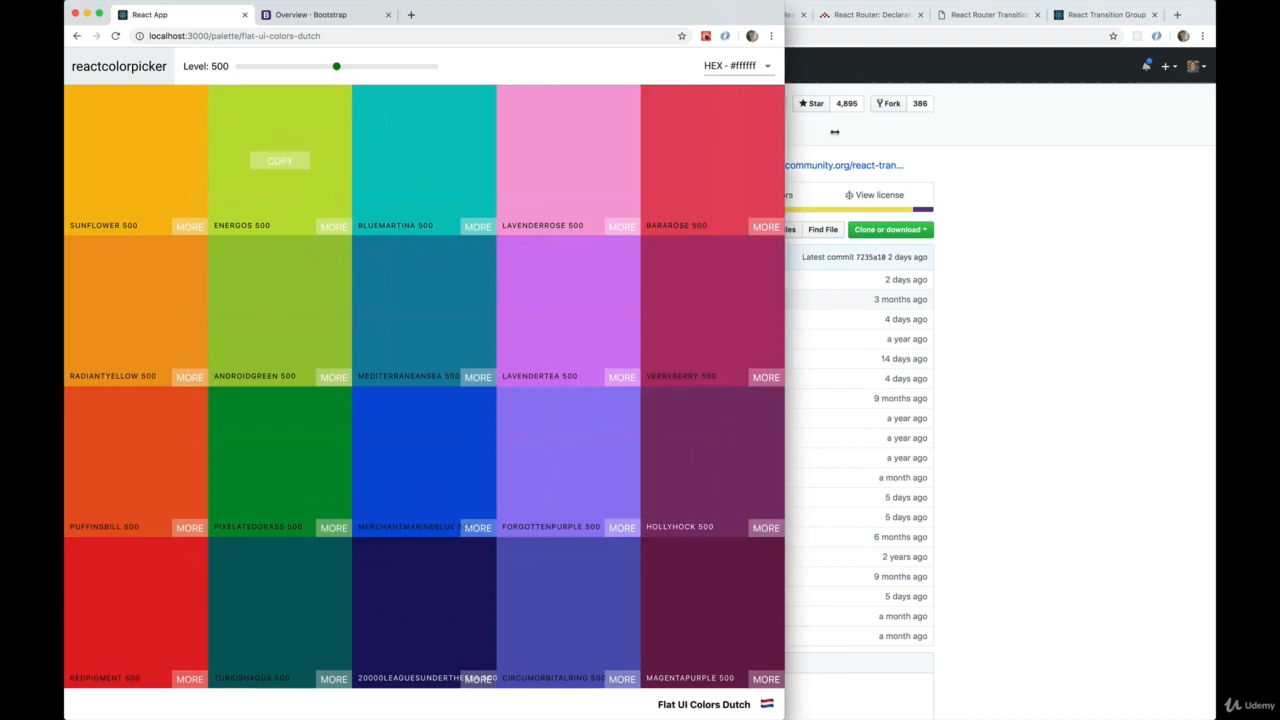 React App
Overview · Bootstrap
React Router: Declarat
React Router Transition
React Transition Group
localhost:3000/palette/flat-ui-colors-dutch
reactcolorpicker
Level: 500
HEX - #ffffff
Star 4,895
Fork 386
community.org/react-tran...
View license
Find File
Clone or download
Latest commit 7235a10 2 days ago
2 days ago
3 months ago
4 days ago
a year ago
14 days ago
4 days ago
9 months ago
a year ago
a year ago
a year ago
a month ago
5 days ago
5 days ago
6 months ago
2 years ago
9 months ago
5 days ago
a month ago
a month ago
COPY
SUNFLOWER 500 MORE
ENERGOS 500 MORE
BLUEMARTINA 500 MORE
LAVENDERROSE 500 MORE
BARAROSE 500 MORE
RADIANTYELLOW 500 MORE
ANDROIDGREEN 500 MORE
MEDITERRANEANSEA 500 MORE
LAVENDERTEA 500 MORE
VERRYBERRY 500 MORE
PUFFINSBILL 500 MORE
PIXELATEDGRASS 500 MORE
MERCHANTMARINEBLUE 5 MORE
FORGOTTENPURPLE 500 MORE
HOLLYHOCK 500 MORE
REDPIGMENT 500 MORE
TURKISHAQUA 500 MORE
20000LEAGUESUNDERTHESEA 500 MORE
CIRCUMORBITALRING 500 MORE
MAGENTAPURPLE 500 MORE
Flat UI Colors Dutch
Udemy